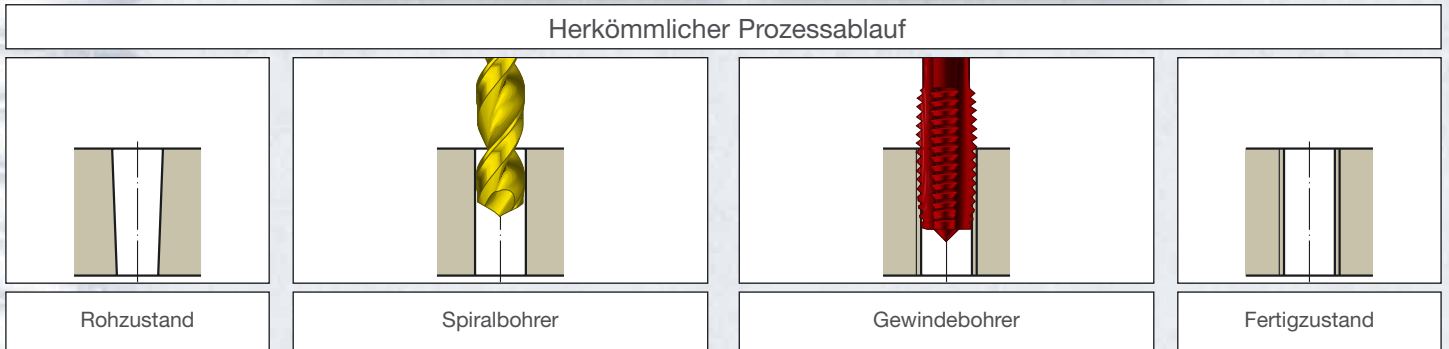 Herkömmlicher Prozessablauf
Rohzustand
Spiralbohrer
Gewindebohrer
Fertigzustand